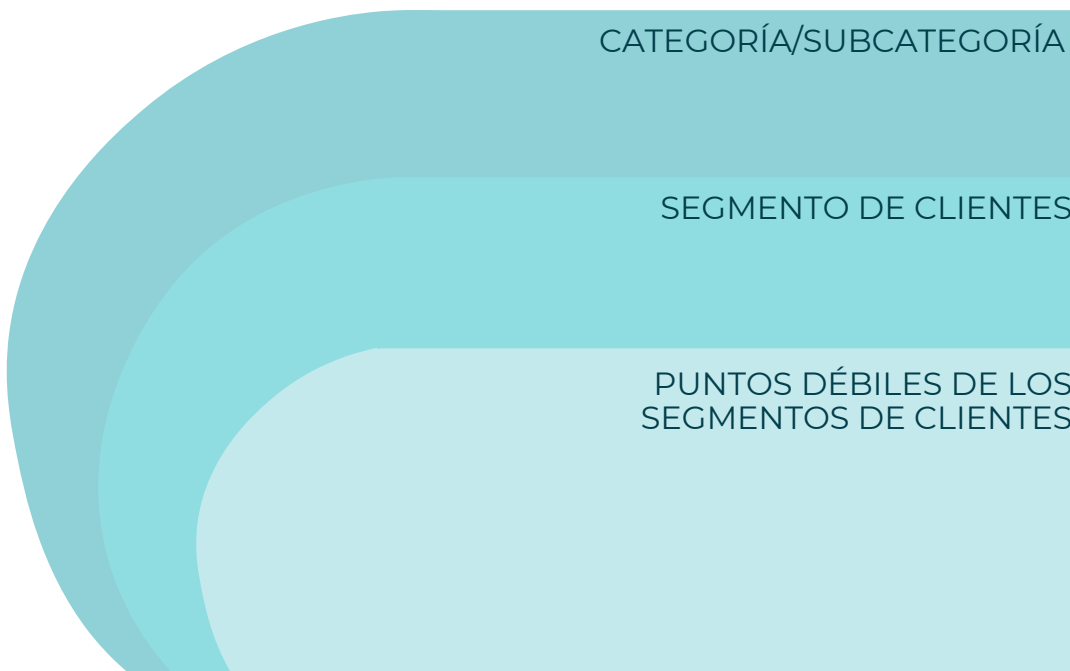 CATEGORÍA/SUBCATEGORÍA
SEGMENTO DE CLIENTES
PUNTOS DÉBILES DE LOS
SEGMENTOS DE CLIENTES